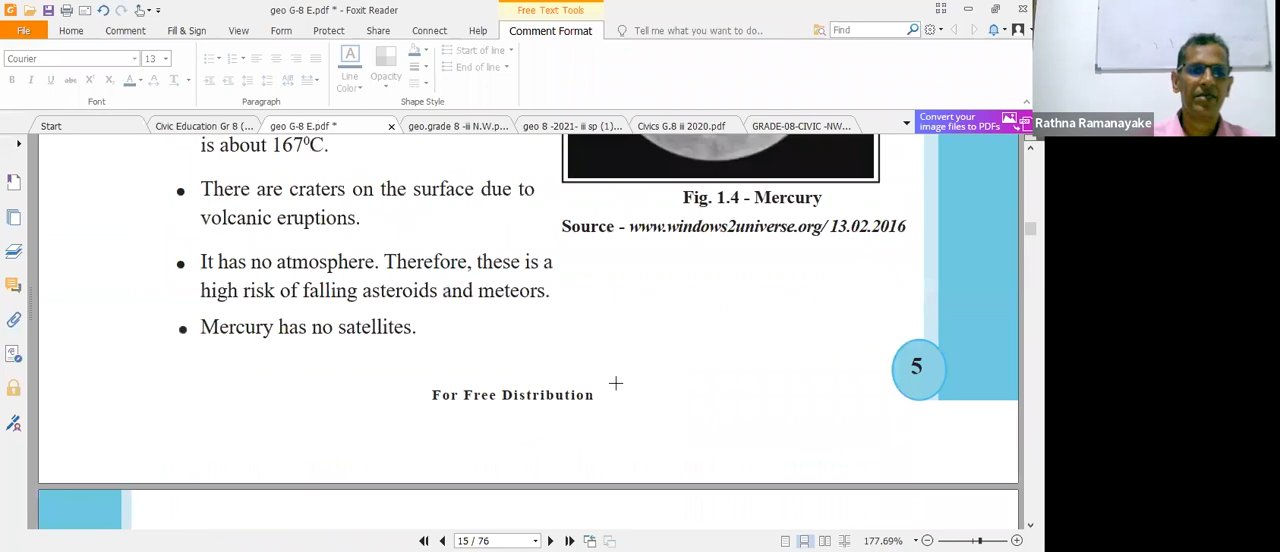 geo G-8 E.pdf * - Foxit Reader
Free Text Tools
File Home Comment Fill & Sign View Form Protect Share Connect Help Comment Format Tell me what you want to do.. Find
Courier 13 Line Color Opacity Start of line
End of line
Font Paragraph Shape Style
Start Civic Education Gr 8 (... geo G-8 E.pdf * geo.grade 8 -ii N.W.p... geo 8 -2021- ii sp (1)... Civics G.8 ii 2020.pdf GRADE-08-CIVIC -NW... Convert your
image files to PDFs
Rathna Ramanayake
is about 167⁰C.
• There are craters on the surface due to
volcanic eruptions.
Fig. 1.4 - Mercury
Source - www.windows2universe.org/ 13.02.2016
• It has no atmosphere. Therefore, these is a
high risk of falling asteroids and meteors.
• Mercury has no satellites.
5
For Free Distribution
15 / 76 177.69%